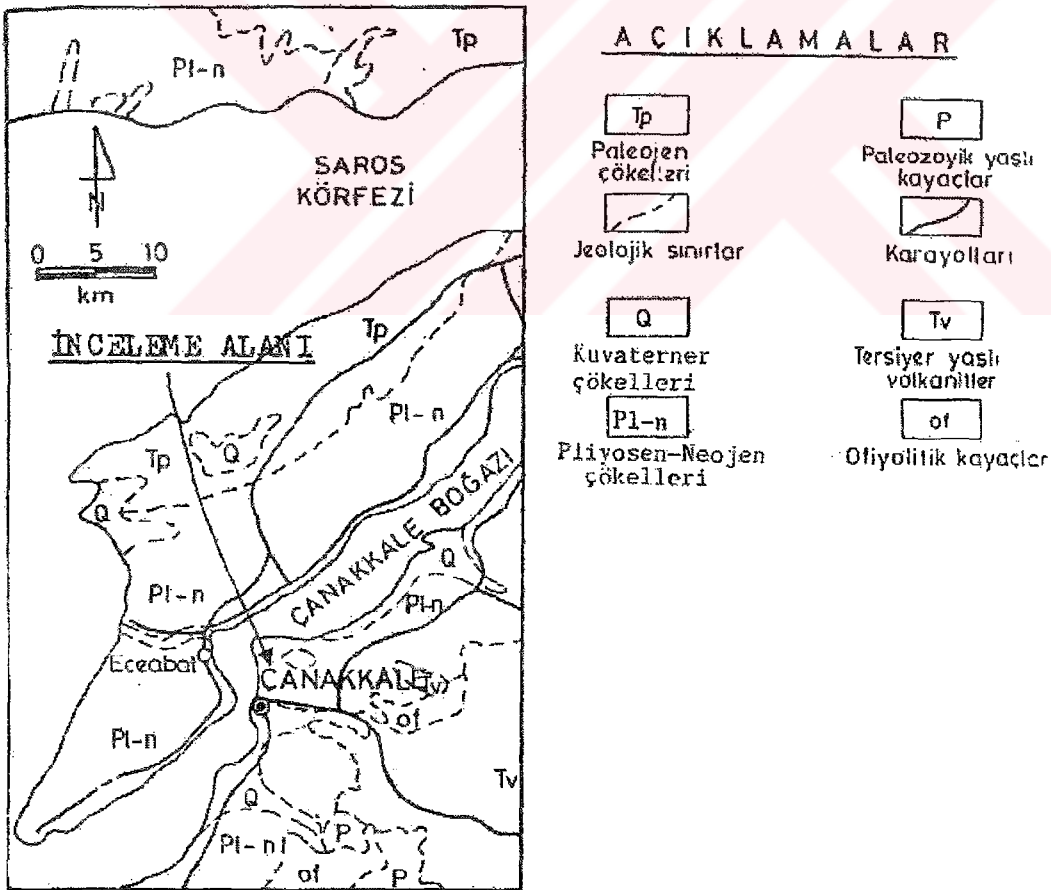 Tp
Pl-n
SAROS
KÖRFEZİ
N
0 5 10
km
İNCELEME ALANI
Tp
Pl-n
Q
Tp
Q
ÇANAKKALE BOĞAZI
Q
Pl-n
Pl-n
Eceabat
ÇANAKKALE
Tv
of
Pl-n
Tv
Q
P
Pl-n
of
P
AÇIKLAMALAR
Tp
Paleojen
çökelleri
P
Paleozoyik yaşlı
kayaçlar
Jeolojik sınırlar
Karayolları
Q
Kuvaterner
çökelleri
Tv
Tersiyer yaşlı
volkanitler
Pl-n
Pliyosen-Neojen
çökelleri
of
Ofiyolitik kayaçlar